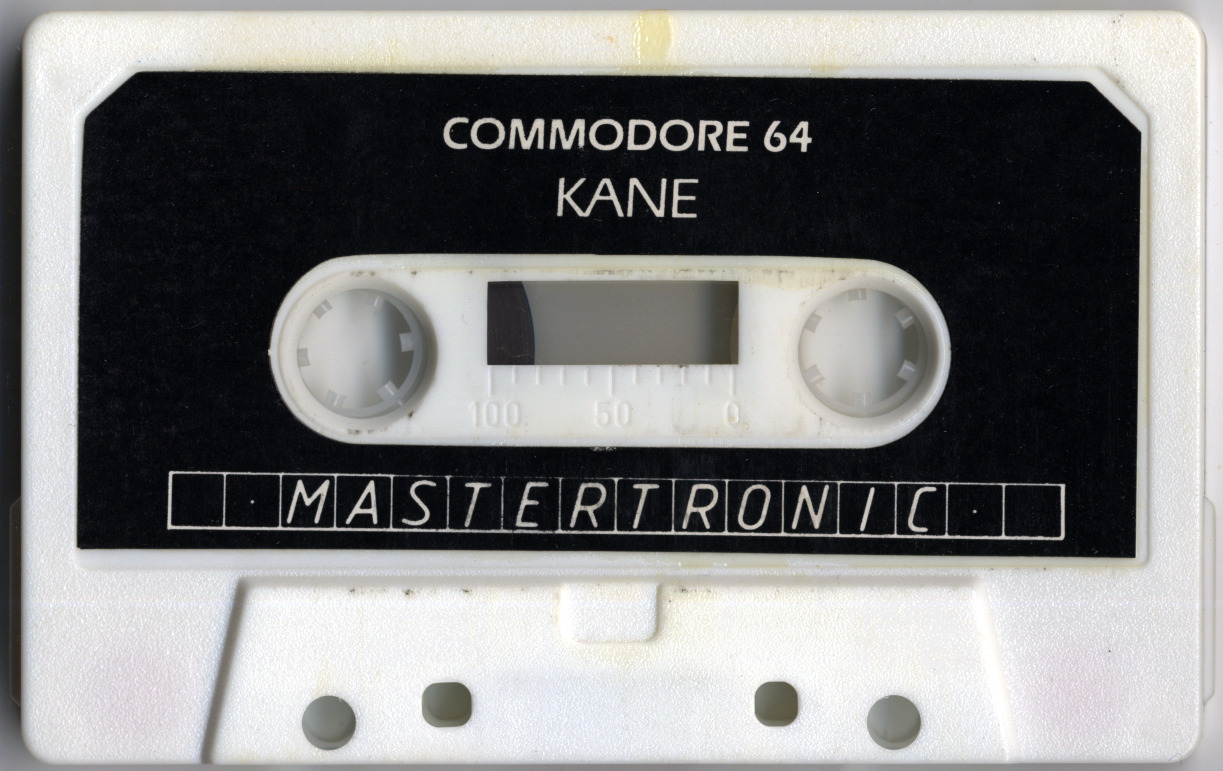 COMMODORE 64
KANE
100 50 0
· MASTERTRONIC ·